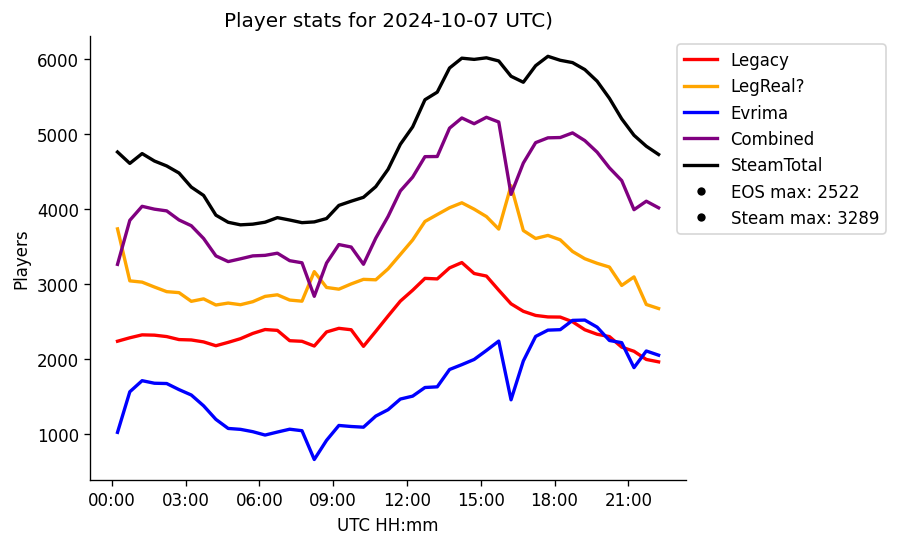 Player stats for 2024-10-07 UTC)
Players
6000
5000
4000
3000
2000
1000
00:00
03:00
06:00
09:00
12:00
15:00
18:00
21:00
UTC HH:mm
Legacy
LegReal?
Evrima
Combined
SteamTotal
EOS max: 2522
Steam max: 3289